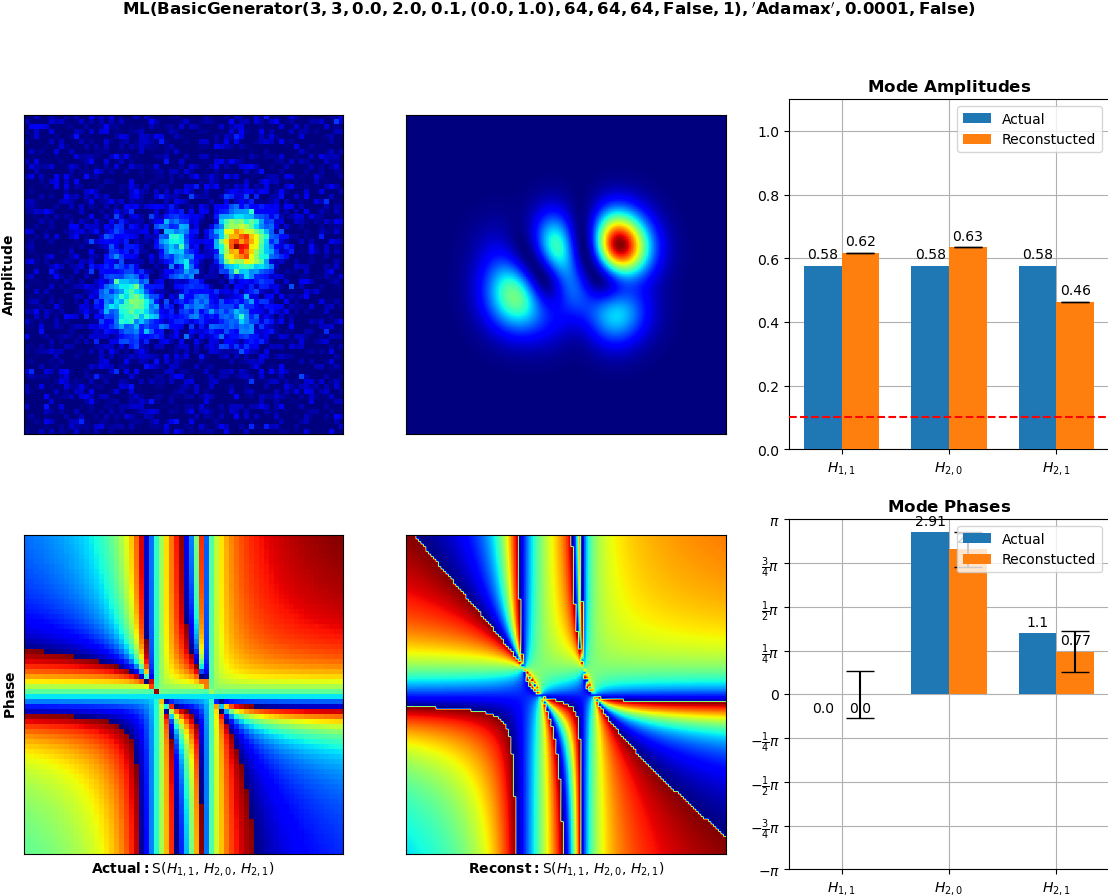 ML(BasicGenerator(3, 3, 0.0, 2.0, 0.1, (0.0, 1.0), 64, 64, 64, False, 1), ′Adamax′, 0.0001, False)
Mode Amplitudes
Amplitude
Actual
Reconstucted
1.0
0.8
0.6
0.4
0.2
0.0
0.58
0.62
0.58
0.63
0.58
0.46
H1,1
H2,0
H2,1
Mode Phases
Phase
Actual
Reconstucted
π
3/4π
1/2π
1/4π
0
−1/4π
−1/2π
−3/4π
−π
0.0
0.0
2.91
1.1
0.77
H1,1
H2,0
H2,1
Actual: S(H1,1, H2,0, H2,1)
Reconst: S(H1,1, H2,0, H2,1)